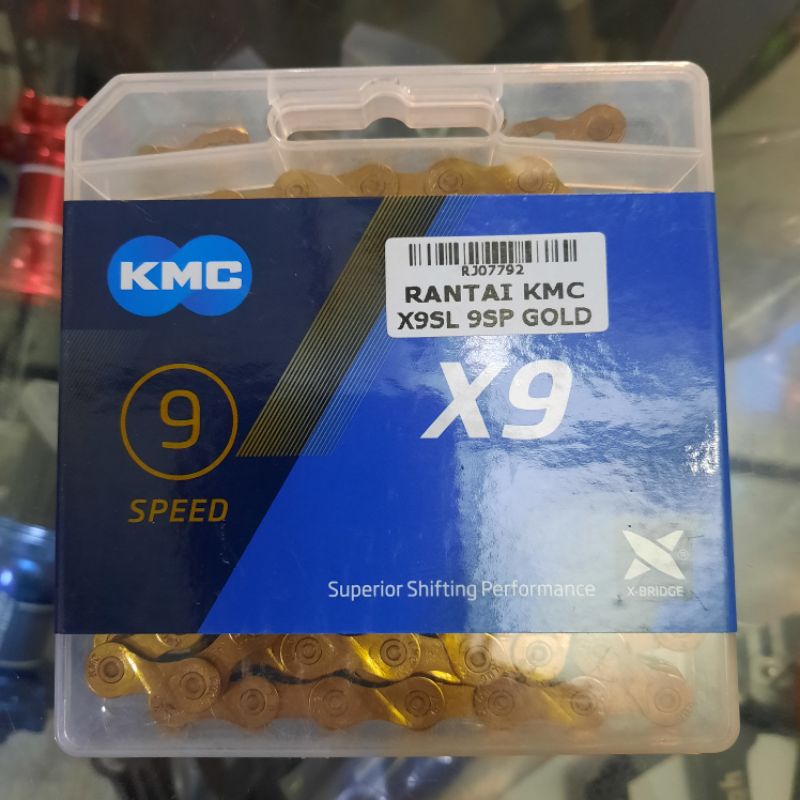 KMC
RJ07792
RANTAI KMC
X9SL 9SP GOLD
X9
9
SPEED
Superior Shifting Performance
X-BRIDGE